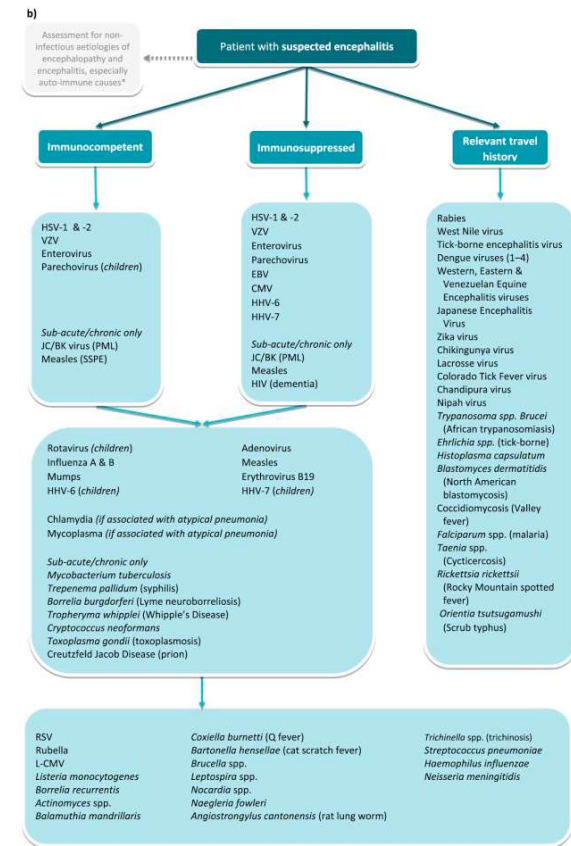 b)
Assessment for non-
infectious aetiologies of
encephalopathy and
encephalitis, especially
auto-immune causes*
Patient with suspected encephalitis
Immunocompetent
Immunosuppressed
Relevant travel
history
HSV-1 & -2
VZV
Enterovirus
Parechovirus (children)
Sub-acute/chronic only
JC/BK virus (PML)
Measles (SSPE)
HSV-1 & -2
VZV
Enterovirus
Parechovirus
EBV
CMV
HHV-6
HHV-7
Sub-acute/chronic only
JC/BK (PML)
Measles
HIV (dementia)
Rabies
West Nile virus
Tick-borne encephalitis virus
Dengue viruses (1–4)
Western, Eastern &
Venezuelan Equine
Encephalitis viruses
Japanese Encephalitis
Virus
Zika virus
Chikingunya virus
Lacrosse virus
Colorado Tick Fever virus
Chandipura virus
Nipah virus
Trypanosoma spp. Brucei
(African trypanosomiasis)
Ehrlichia spp. (tick-borne)
Histoplasma capsulatum
Blastomyces dermatitidis
(North American
blastomycosis)
Coccidiomycosis (Valley
fever)
Falciparum spp. (malaria)
Taenia spp.
(Cycticercosis)
Rickettsia rickettsii
(Rocky Mountain spotted
fever)
Orientia tsutsugamushi
(Scrub typhus)
Rotavirus (children)
Influenza A & B
Mumps
HHV-6 (children)
Adenovirus
Measles
Erythrovirus B19
HHV-7 (children)
Chlamydia (if associated with atypical pneumonia)
Mycoplasma (if associated with atypical pneumonia)
Sub-acute/chronic only
Mycobacterium tuberculosis
Trepenema pallidum (syphilis)
Borrelia burgdorferi (Lyme neuroborreliosis)
Tropheryma whipplei (Whipple's Disease)
Cryptococcus neoformans
Toxoplasma gondii (toxoplasmosis)
Creutzfeld Jacob Disease (prion)
RSV
Rubella
L-CMV
Listeria monocytogenes
Borrelia recurrentis
Actinomyces spp.
Balamuthia mandrillaris
Coxiella burnetti (Q fever)
Bartonella hensellae (cat scratch fever)
Brucella spp.
Leptospira spp.
Nocardia spp.
Naegleria fowleri
Angiostrongylus cantonensis (rat lung worm)
Trichinella spp. (trichinosis)
Streptococcus pneumoniae
Haemophilus influenzae
Neisseria meningitidis